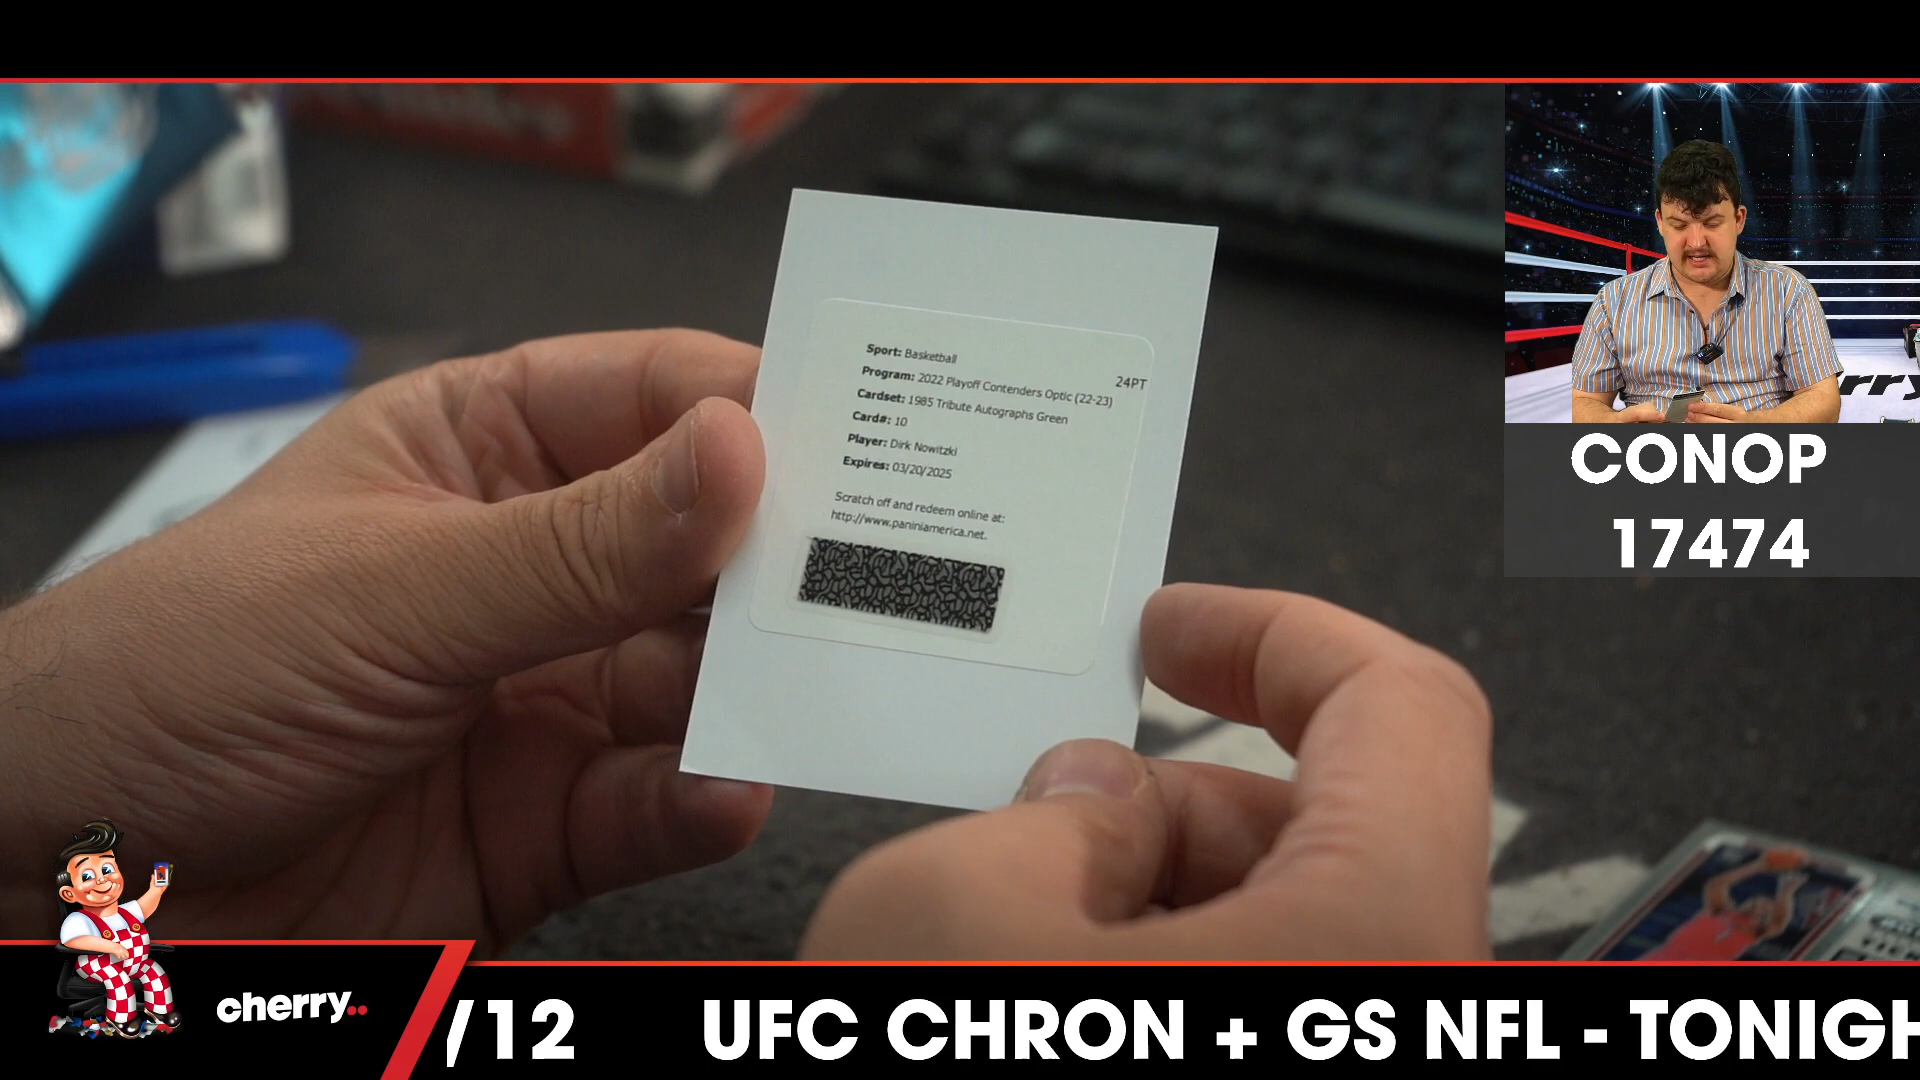 Sport: Basketball
24PT
Program: 2022 Playoff Contenders Optic (22-23)
Cardset: 1985 Tribute Autographs Green
Card#: 10
Player: Dirk Nowitzki
Expires: 03/20/2025
Scratch off and redeem online at:
http://www.paniniamerica.net.
CONOP
17474
cherry..
/12 UFC CHRON + GS NFL - TONIGH